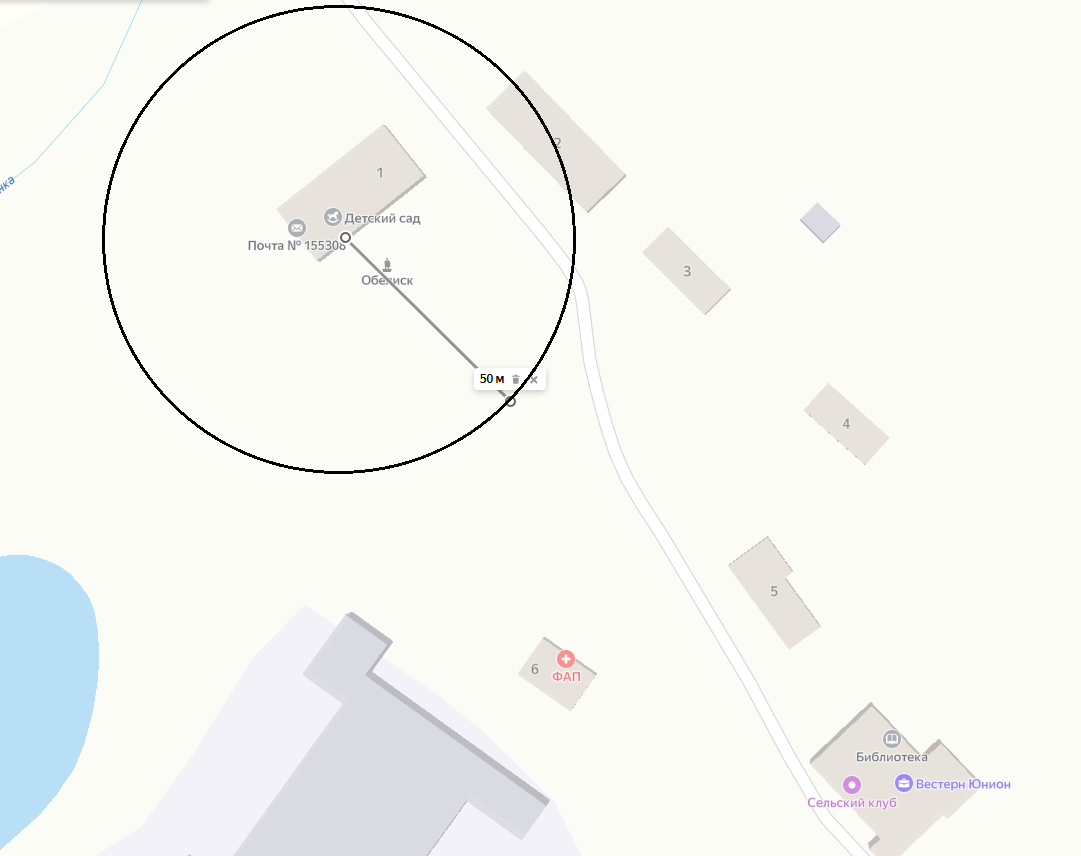 2
1
Детский сад
Почта № 155308
Обелиск
3
50 м
4
5
6
ФАП
Библиотека
Вестерн Юнион
Сельский клуб